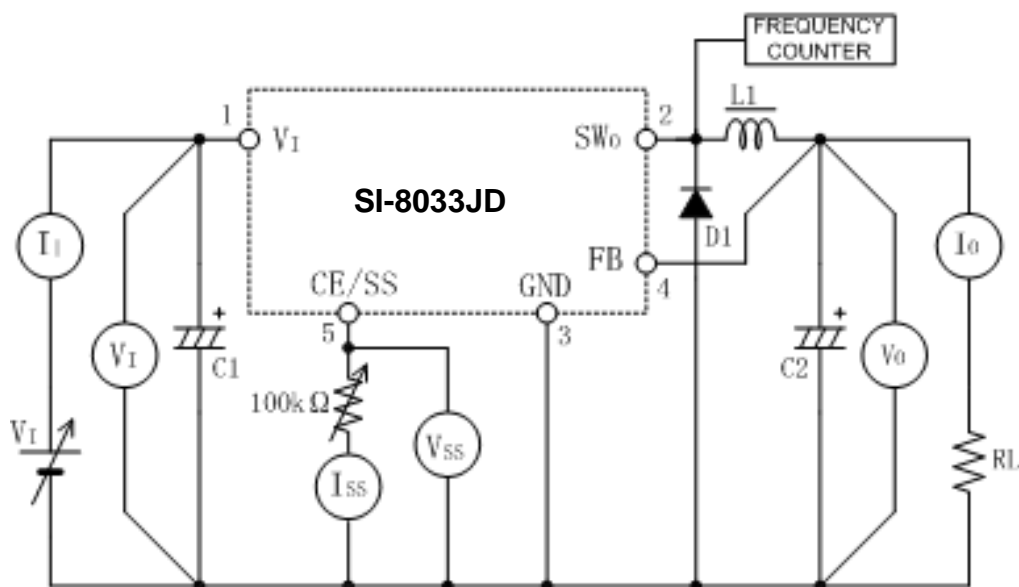 FREQUENCY
COUNTER
L1
1
2
VI
SWO
SI-8033JD
II
D1
IO
FB
4
CE/SS
GND
5
3
VI
C1
C2
VO
100kΩ
VI
VSS
ISS
RL